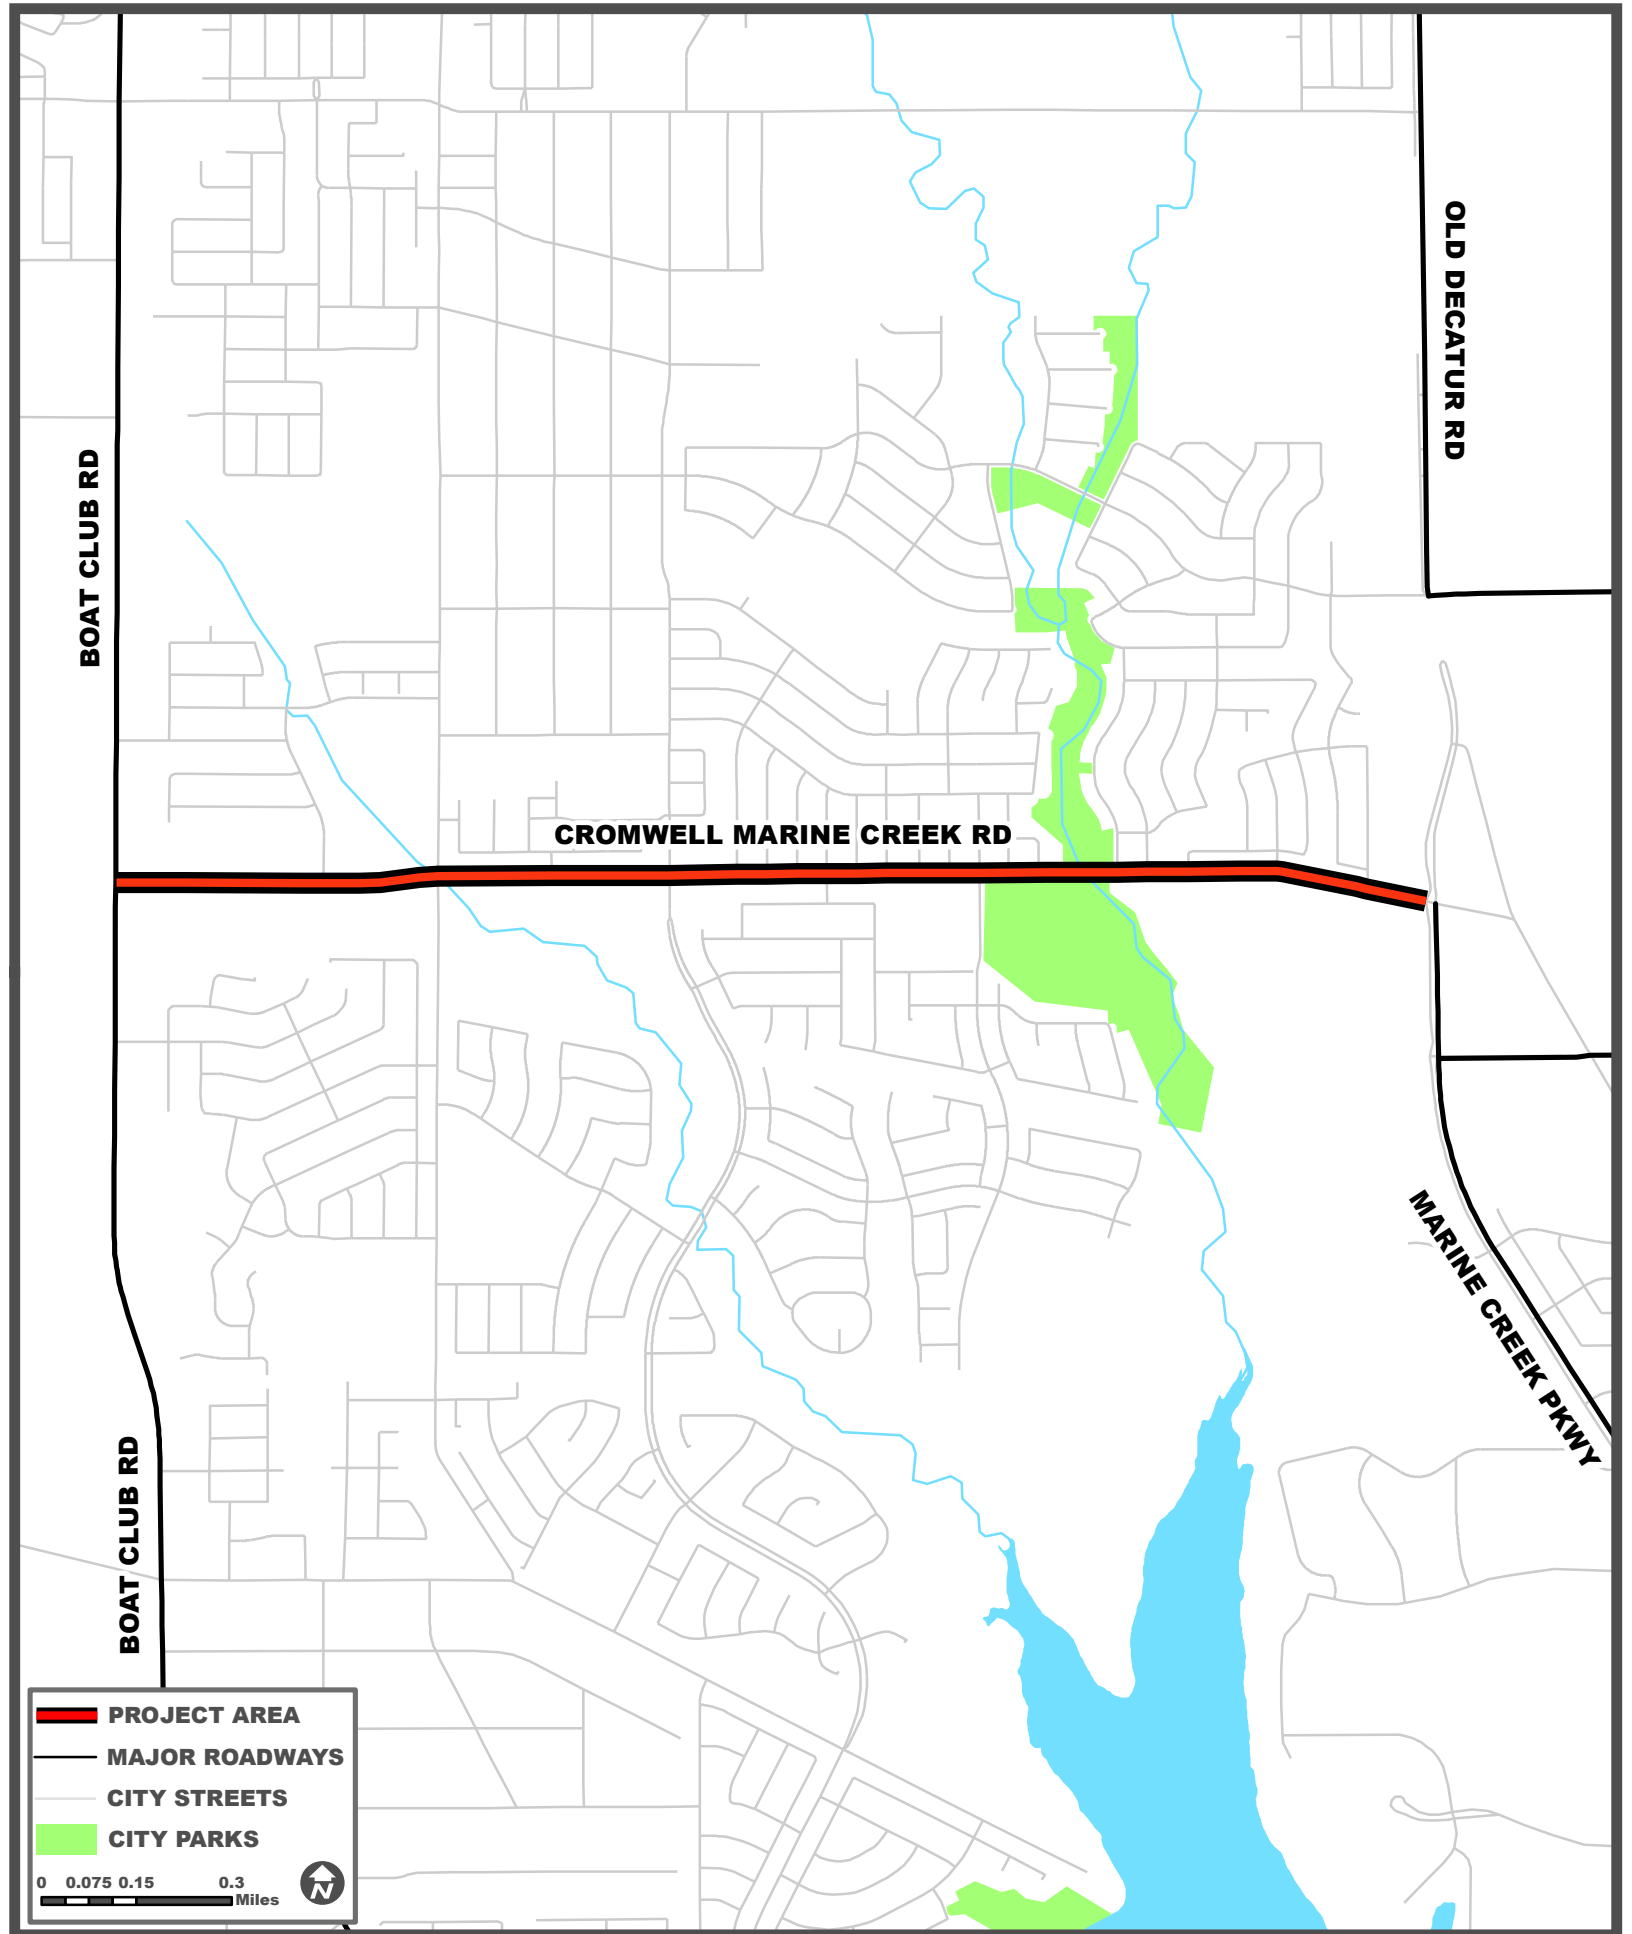 OLD DECATUR RD
BOAT CLUB RD
CROMWELL MARINE CREEK RD
MARINE CREEK PKWY
BOAT CLUB RD
PROJECT AREA
MAJOR ROADWAYS
CITY STREETS
CITY PARKS
0 0.075 0.15 0.3
Miles
N